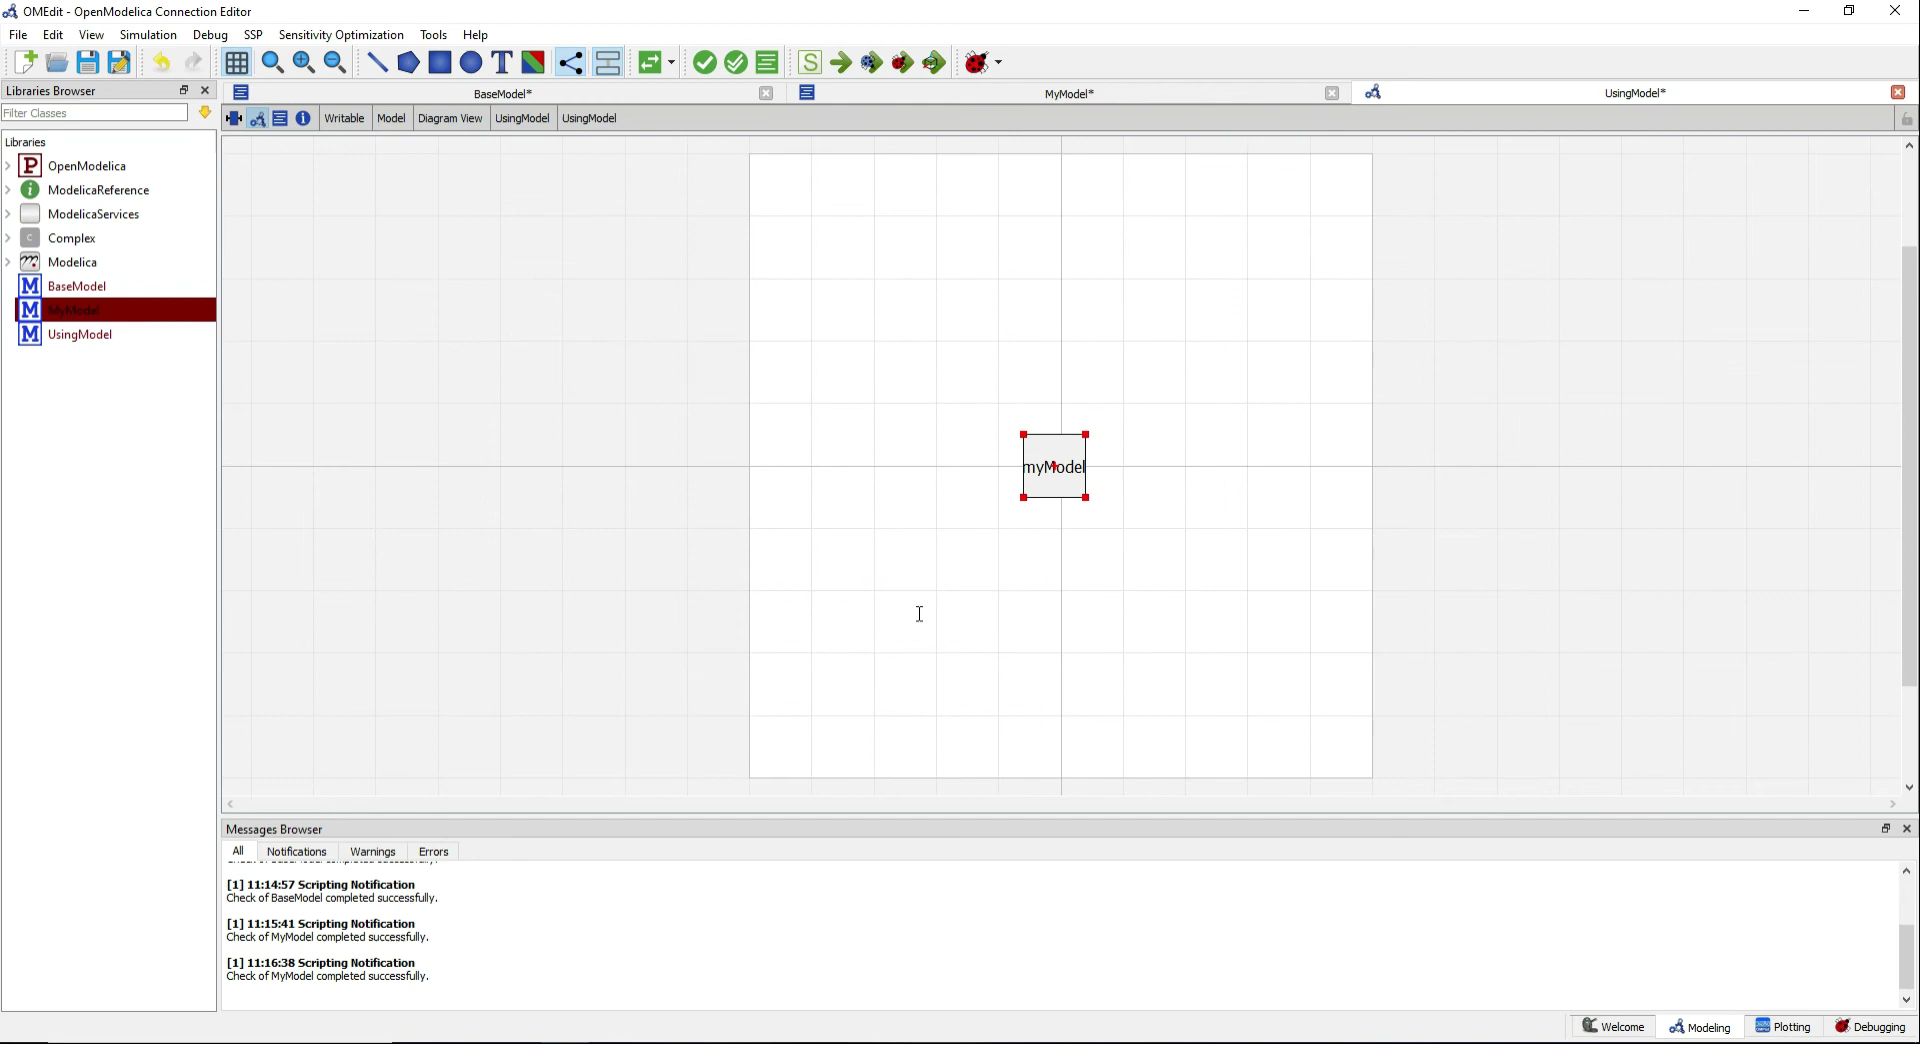 OMEdit - OpenModelica Connection Editor
File Edit View Simulation Debug SSP Sensitivity Optimization Tools Help
Libraries Browser
BaseModel* MyModel* UsingModel*
Filter Classes
Writable Model Diagram View UsingModel UsingModel
Libraries
P OpenModelica
i ModelicaReference
ModelicaServices
C Complex
Modelica
M BaseModel
M MyModel
M UsingModel
myModel
Messages Browser
All Notifications Warnings Errors
[1] 11:14:57 Scripting Notification
Check of BaseModel completed successfully.
[1] 11:15:41 Scripting Notification
Check of MyModel completed successfully.
[1] 11:16:38 Scripting Notification
Check of MyModel completed successfully.
Welcome Modeling Plotting Debugging